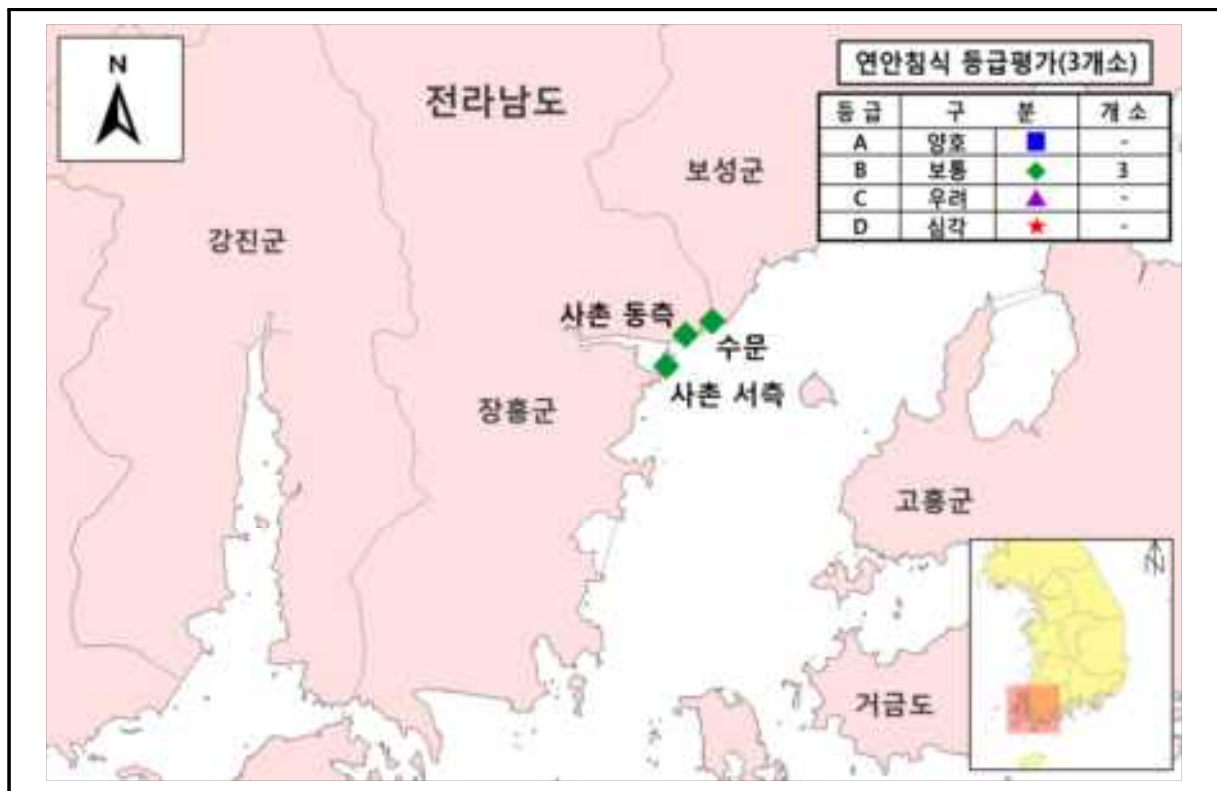 N
연안침식 등급평가(3개소)
등급 구 분 개소
A 양호 -
B 보통 3
C 우려 -
D 심각 -
전라남도
보성군
강진군
사촌 동측
수문
사촌 서측
장흥군
고흥군
거금도
N